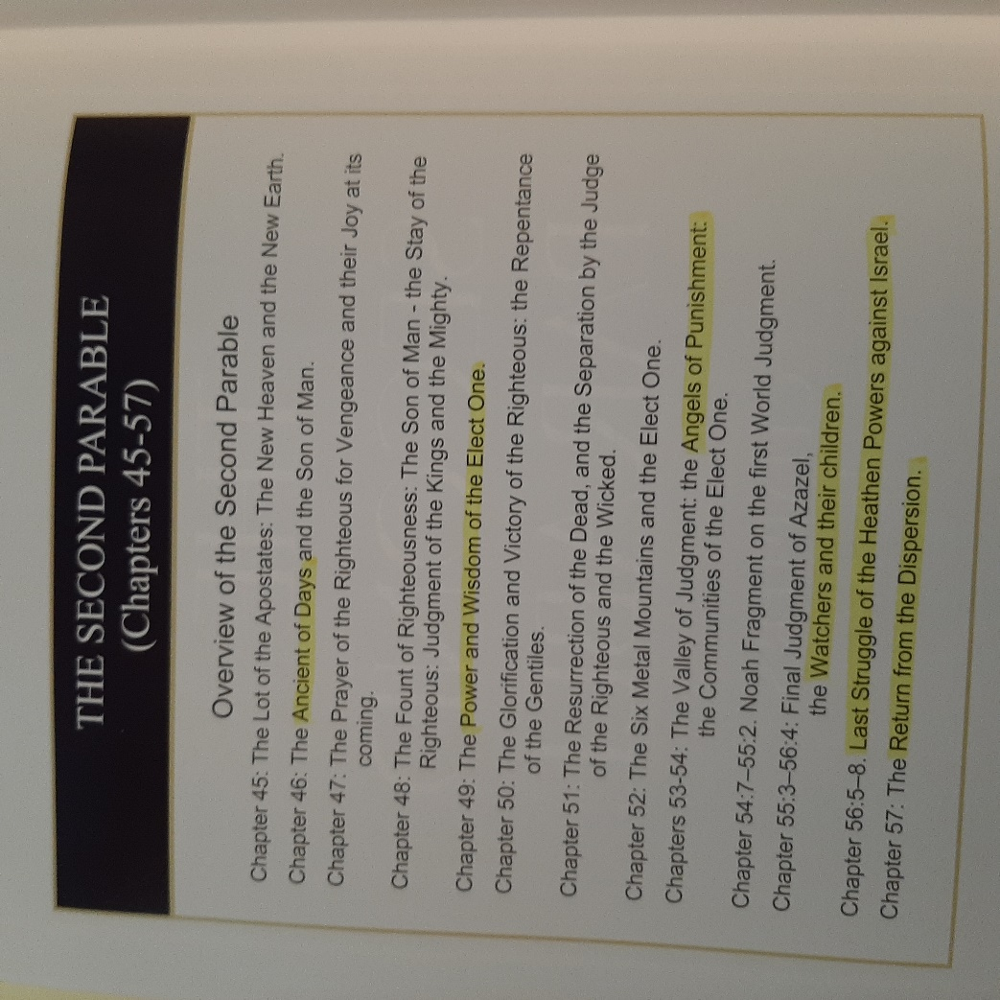 THE SECOND PARABLE
(Chapters 45-57)
Overview of the Second Parable
Chapter 45: The Lot of the Apostates: The New Heaven and the New Earth.
Chapter 46: The Ancient of Days and the Son of Man.
Chapter 47: The Prayer of the Righteous for Vengeance and their Joy at its
coming.
Chapter 48: The Fount of Righteousness: The Son of Man - the Stay of the
Righteous: Judgment of the Kings and the Mighty.
Chapter 49: The Power and Wisdom of the Elect One.
Chapter 50: The Glorification and Victory of the Righteous: the Repentance
of the Gentiles.
Chapter 51: The Resurrection of the Dead, and the Separation by the Judge
of the Righteous and the Wicked.
Chapter 52: The Six Metal Mountains and the Elect One.
Chapters 53-54: The Valley of Judgment: the Angels of Punishment:
the Communities of the Elect One.
Chapter 54:7–55:2. Noah Fragment on the first World Judgment.
Chapter 55:3–56:4: Final Judgment of Azazel,
the Watchers and their children.
Chapter 56:5–8. Last Struggle of the Heathen Powers against Israel.
Chapter 57: The Return from the Dispersion.